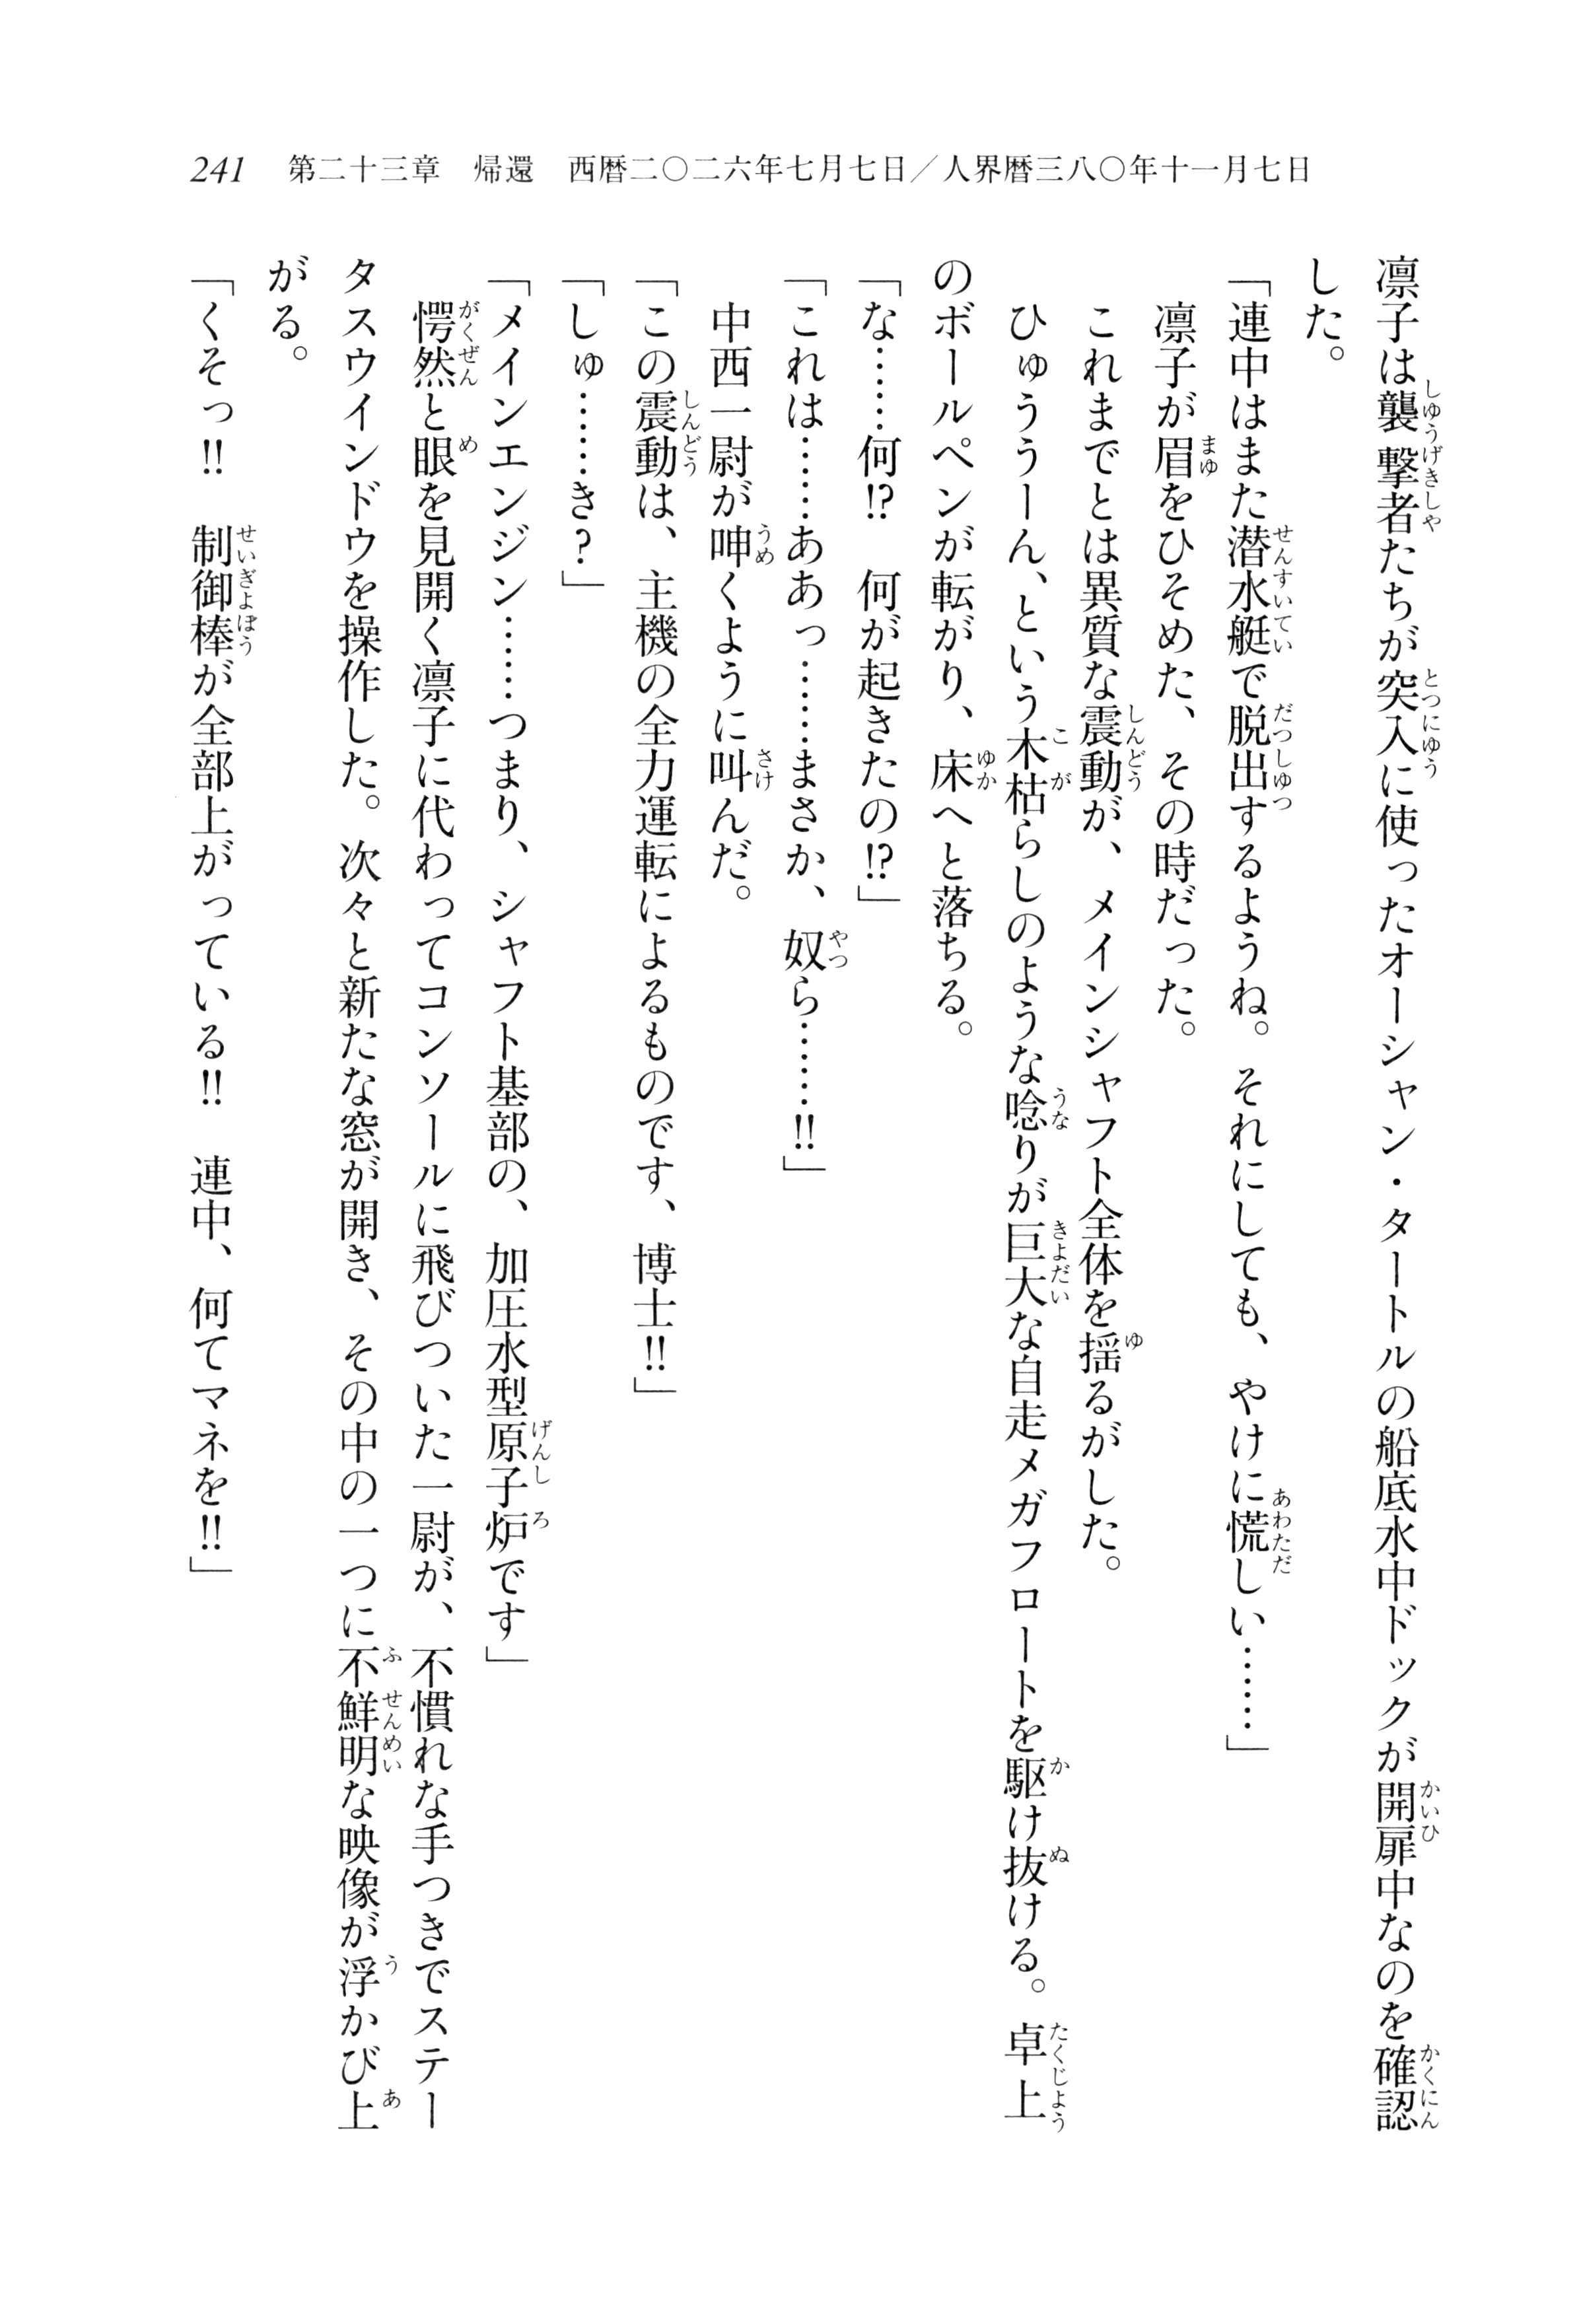 241　第二十三章　帰還　西暦二〇二六年七月七日／人界暦三八〇年十一月七日
凛子は襲撃者たちが突入に使ったオーシャン・タートルの船底水中ドックが開扉中なのを確認
した。
「連中はまた潜水艇で脱出するようね。それにしても、やけに慌しい……」
　凛子が眉をひそめた、その時だった。
　これまでとは異質な震動が、メインシャフト全体を揺るがした。
　ひゅううーん、という木枯らしのような唸りが巨大な自走メガフロートを駆け抜ける。卓上
のボールペンが転がり、床へと落ちる。
「な……何⁉　何が起きたの⁉」
「これは……ああっ……まさか、奴ら……‼」
　中西一尉が呻くように叫んだ。
「この震動は、主機の全力運転によるものです、博士‼」
「しゅ……き？」
「メインエンジン……つまり、シャフト基部の、加圧水型原子炉です」
　愕然と眼を見開く凛子に代わってコンソールに飛びついた一尉が、不慣れな手つきでステー
タスウインドウを操作した。次々と新たな窓が開き、その中の一つに不鮮明な映像が浮かび上
がる。
「くそっ‼　制御棒が全部上がっている‼　連中、何てマネを‼」